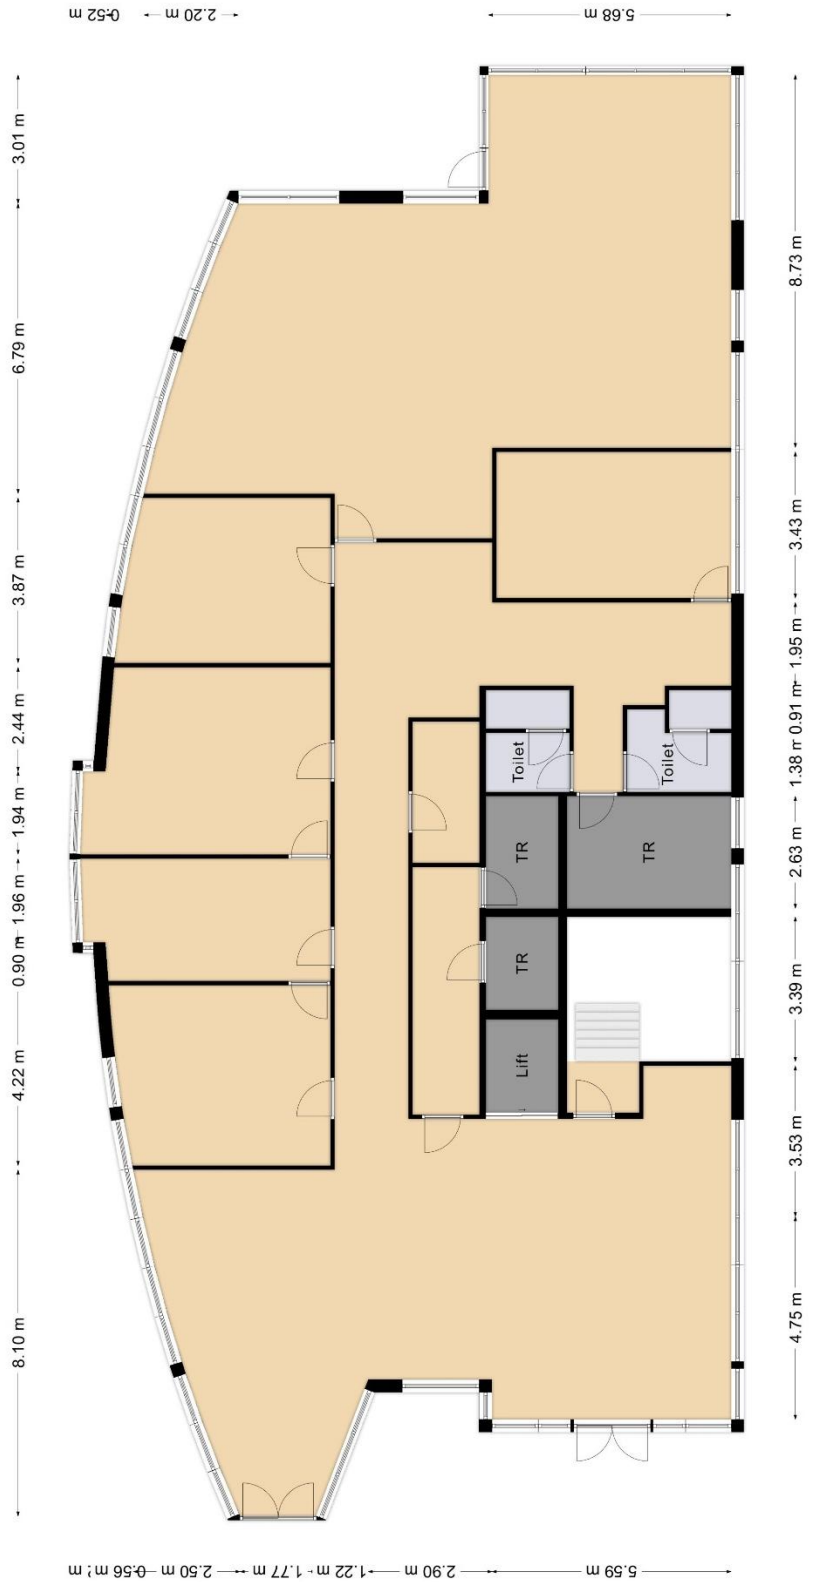 0.52 m
2.20 m
5.68 m
3.01 m
6.79 m
3.87 m
2.44 m
1.94 m
1.96 m
0.90 m
4.22 m
8.10 m
8.73 m
3.43 m
1.95 m
0.91 m
1.38 m
2.63 m
3.39 m
3.53 m
4.75 m
Toilet
Toilet
TR
TR
TR
Lift
0.56 m
2.50 m
1.77 m
1.22 m
2.90 m
5.59 m